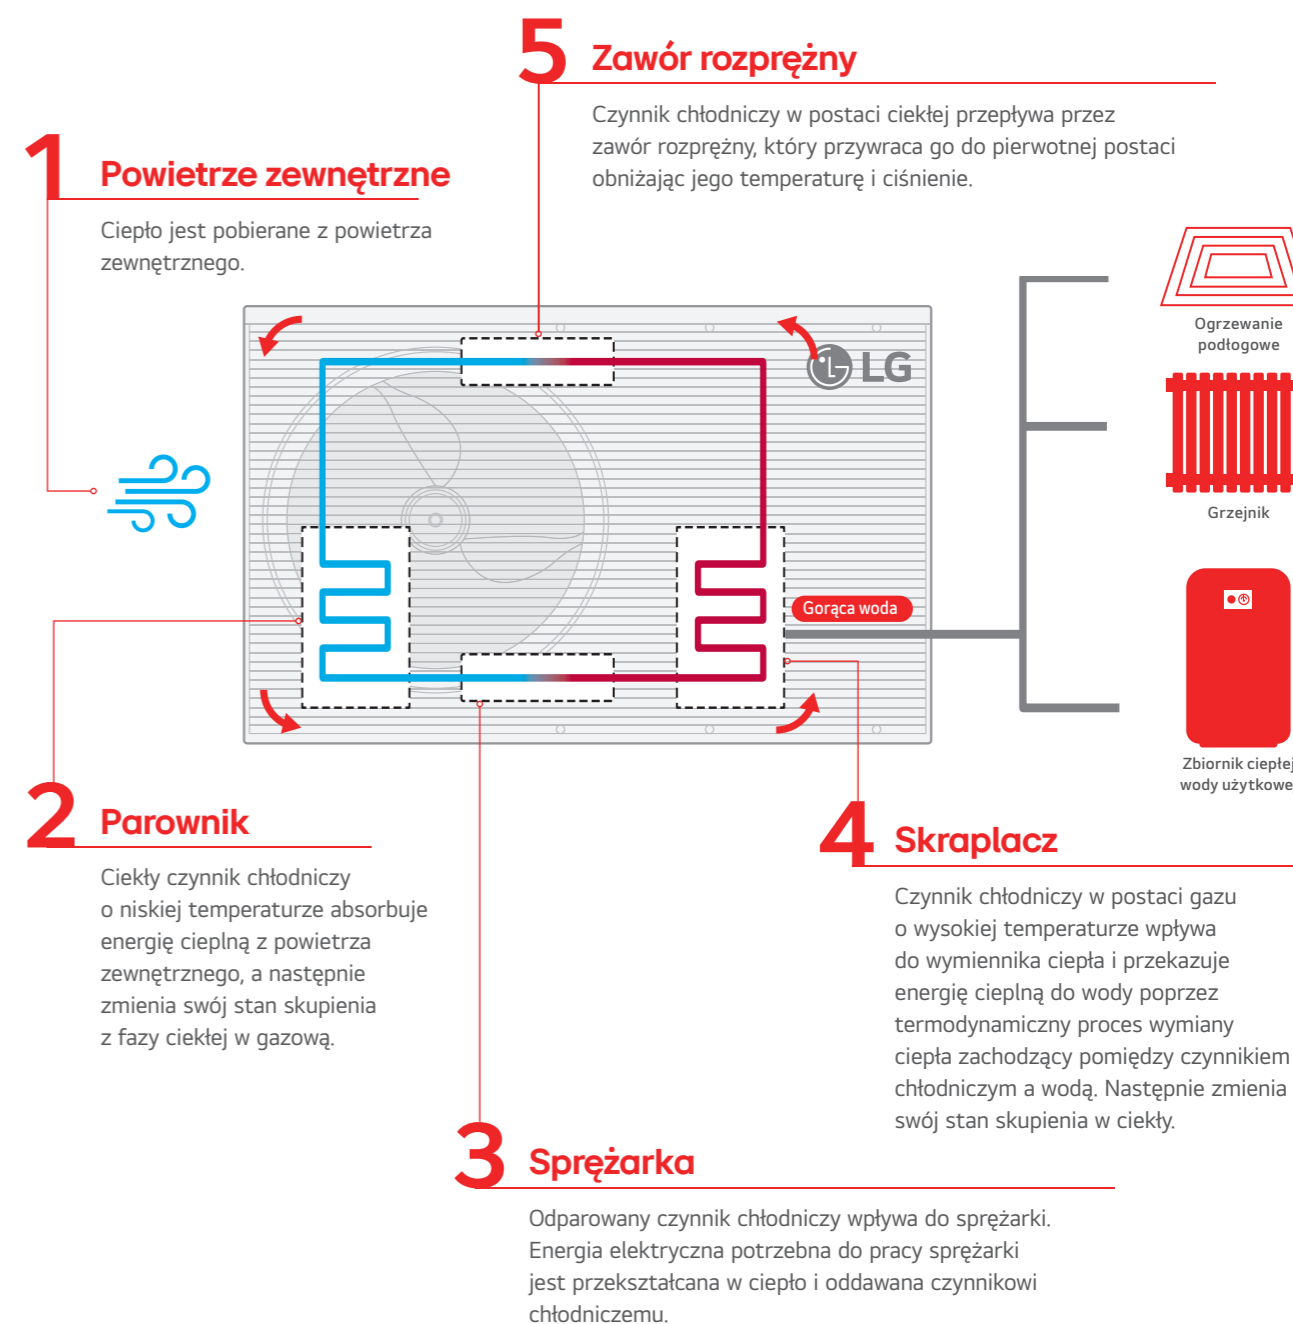 5 Zawór rozprężny
Czynnik chłodniczy w postaci ciekłej przepływa przez
zawór rozprężny, który przywraca go do pierwotnej postaci
obniżając jego temperaturę i ciśnienie.
1 Powietrze zewnętrzne
Ciepło jest pobierane z powietrza
zewnętrznego.
LG
Ogrzewanie
podłogowe
Grzejnik
Gorąca woda
Zbiornik ciepłej
wody użytkowe
2 Parownik
Ciekły czynnik chłodniczy
o niskiej temperaturze absorbuje
energię cieplną z powietrza
zewnętrznego, a następnie
zmienia swój stan skupienia
z fazy ciekłej w gazową.
4 Skraplacz
Czynnik chłodniczy w postaci gazu
o wysokiej temperaturze wpływa
do wymiennika ciepła i przekazuje
energię cieplną do wody poprzez
termodynamiczny proces wymiany
ciepła zachodzący pomiędzy czynnikiem
chłodniczym a wodą. Następnie zmienia
swój stan skupienia w ciekły.
3 Sprężarka
Odparowany czynnik chłodniczy wpływa do sprężarki.
Energia elektryczna potrzebna do pracy sprężarki
jest przekształcana w ciepło i oddawana czynnikowi
chłodniczemu.